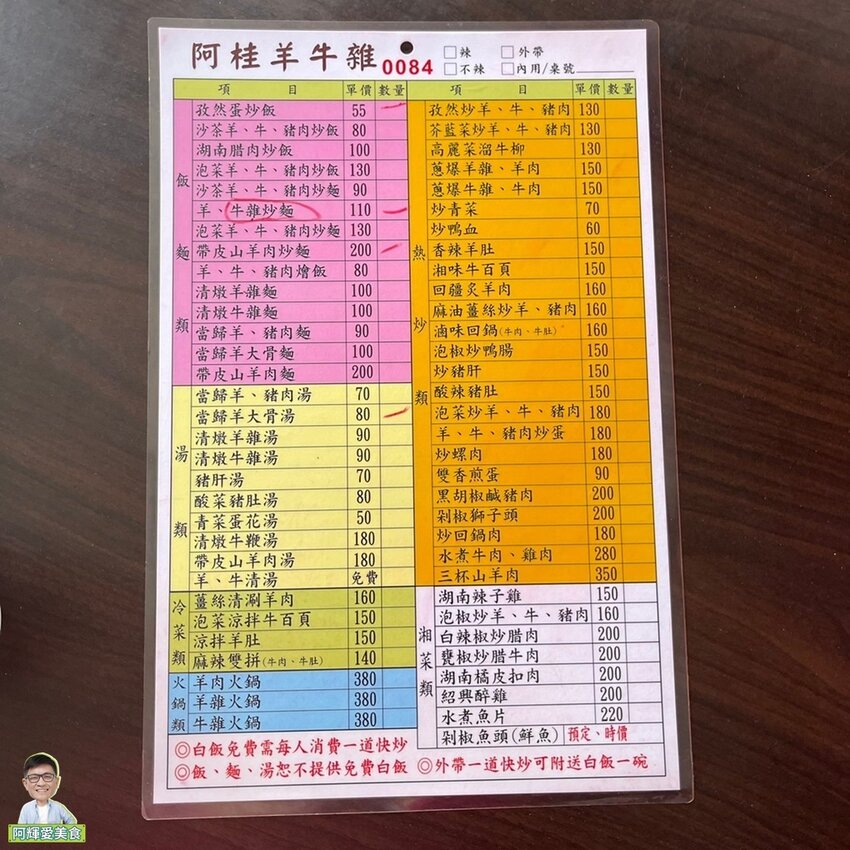 阿桂羊牛雜 0084 □辣 □外帶
□不辣 □內用/桌號
項目 單價 數量
飯麵類
孜然蛋炒飯 55
沙茶羊、牛、豬肉炒飯 80
湖南腊肉炒飯 100
泡菜羊、牛、豬肉炒飯 130
沙茶羊、牛、豬肉炒麵 90
羊、牛雜炒麵 110
泡菜羊、牛、豬肉炒麵 130
帶皮山羊肉炒麵 200
羊、牛、豬肉燴飯 80
清燉羊雜麵 100
清燉牛雜麵 100
當歸羊、豬肉麵 90
當歸羊大骨麵 100
帶皮山羊肉麵 200
湯類
當歸羊、豬肉湯 70
當歸羊大骨湯 80
清燉羊雜湯 90
清燉牛雜湯 90
豬肝湯 70
酸菜豬肚湯 80
青菜蛋花湯 50
清燉牛鞭湯 180
帶皮山羊肉湯 180
羊、牛清湯 免費
冷菜類
薑絲清涮羊肉 160
泡菜涼拌牛百頁 150
涼拌羊肚 150
麻辣雙拼(牛肉、牛肚) 140
火鍋類
羊肉火鍋 380
羊雜火鍋 380
牛雜火鍋 380
項目 單價 數量
熱炒類
孜然炒羊、牛、豬肉 130
芥藍菜炒羊、牛、豬肉 130
高麗菜溜牛柳 130
蔥爆羊雜、羊肉 150
蔥爆牛雜、牛肉 150
炒青菜 70
炒鴨血 60
香辣羊肚 150
湘味牛百頁 150
回疆炙羊肉 160
麻油薑絲炒羊、豬肉 160
滷味回鍋(牛肉、牛肚) 160
泡椒炒鴨腸 150
炒豬肝 150
酸辣豬肚 150
泡菜炒羊、牛、豬肉 180
羊、牛、豬肉炒蛋 180
炒螺肉 180
雙香煎蛋 90
黑胡椒鹹豬肉 200
剁椒獅子頭 200
炒回鍋肉 180
水煮牛肉、雞肉 280
三杯山羊肉 350
湘菜類
湖南辣子雞 150
泡椒炒羊、牛、豬肉 160
白辣椒炒腊肉 200
甕椒炒腊牛肉 200
湖南橘皮扣肉 200
紹興醉雞 200
水煮魚片 220
剁椒魚頭(鮮魚) 預定、時價
◎白飯免費需每人消費一道快炒
◎飯、麵、湯恕不提供免費白飯 ◎外帶一道快炒可附送白飯一碗
阿輝愛美食